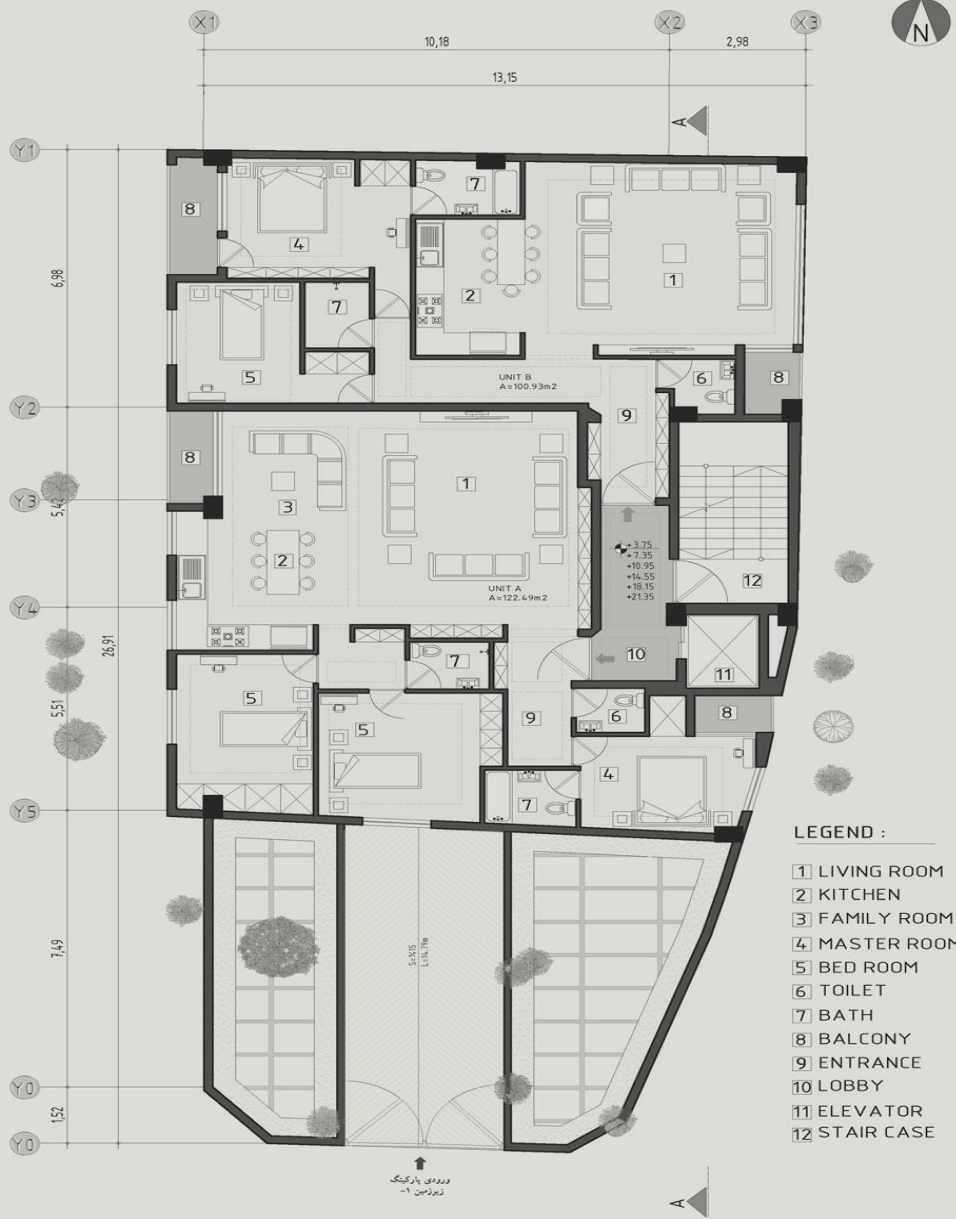 X1
X2
X3
N
10,18
2,98
13,15
A
Y1
8
4
7
1
6,98
2
7
5
UNIT B
A=100.93m2
6
8
9
Y2
8
1
3
Y3
5,42
2
+3.75
+7.35
+10.95
+14.55
+18.15
+21.35
12
UNIT A
A=122.49m2
Y4
26,91
7
10
11
5,51
5
5
9
6
8
4
7
Y5
LEGEND :
1 LIVING ROOM
2 KITCHEN
3 FAMILY ROOM
4 MASTER ROOM
5 BED ROOM
6 TOILET
7 BATH
8 BALCONY
9 ENTRANCE
10 LOBBY
11 ELEVATOR
12 STAIR CASE
7,49
S=%15
L=14.79m
Y0
1,52
Y0
ورودی پارکینگ
زیرزمین ۱-
A